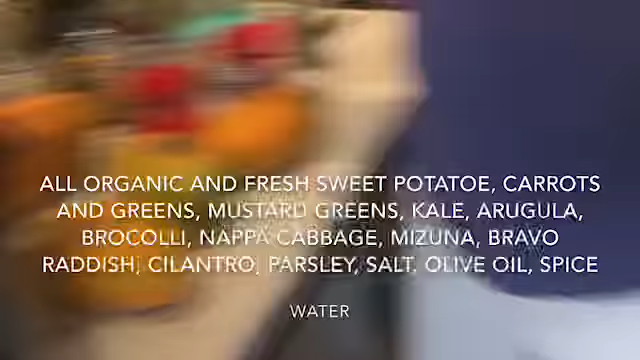 ALL ORGANIC AND FRESH SWEET POTATOE, CARROTS
AND GREENS, MUSTARD GREENS, KALE, ARUGULA,
BROCOLLI, NAPPA CABBAGE, MIZUNA, BRAVO
RADDISH, CILANTRO, PARSLEY, SALT. OLIVE OIL, SPICE
WATER